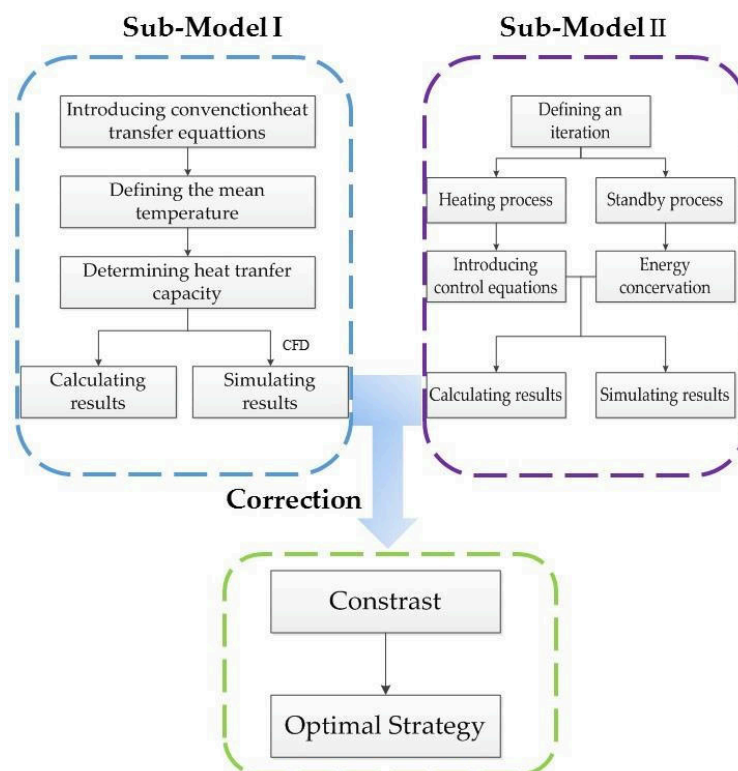 Sub-Model I
Introducing convenctionheat
transfer equattions
Defining the mean
temperature
Determining heat tranfer
capacity
CFD
Calculating
results
Simulating
results
Sub-Model II
Defining an
iteration
Heating process
Standby process
Introducing
control equations
Energy
concervation
Calculating results
Simulating results
Correction
Constrast
Optimal Strategy